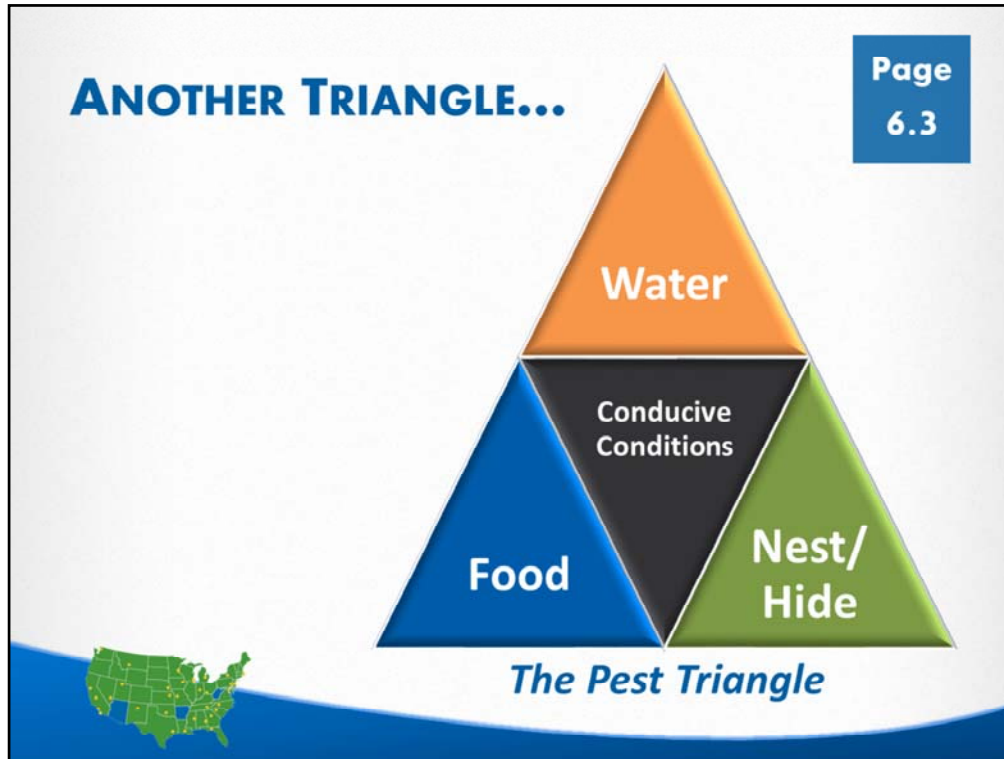 ANOTHER TRIANGLE...
Page
6.3
Water
Conducive
Conditions
Food
Nest/
Hide
The Pest Triangle